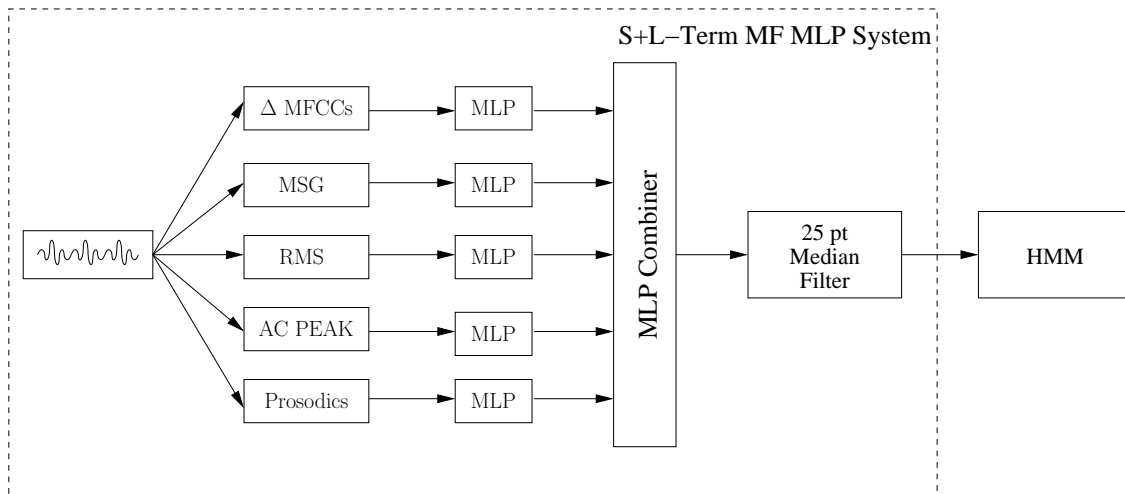 S+L–Term MF MLP System
Δ MFCCs
MLP
MSG
MLP
RMS
MLP
AC PEAK
MLP
Prosodics
MLP
MLP Combiner
25 pt
Median
Filter
HMM